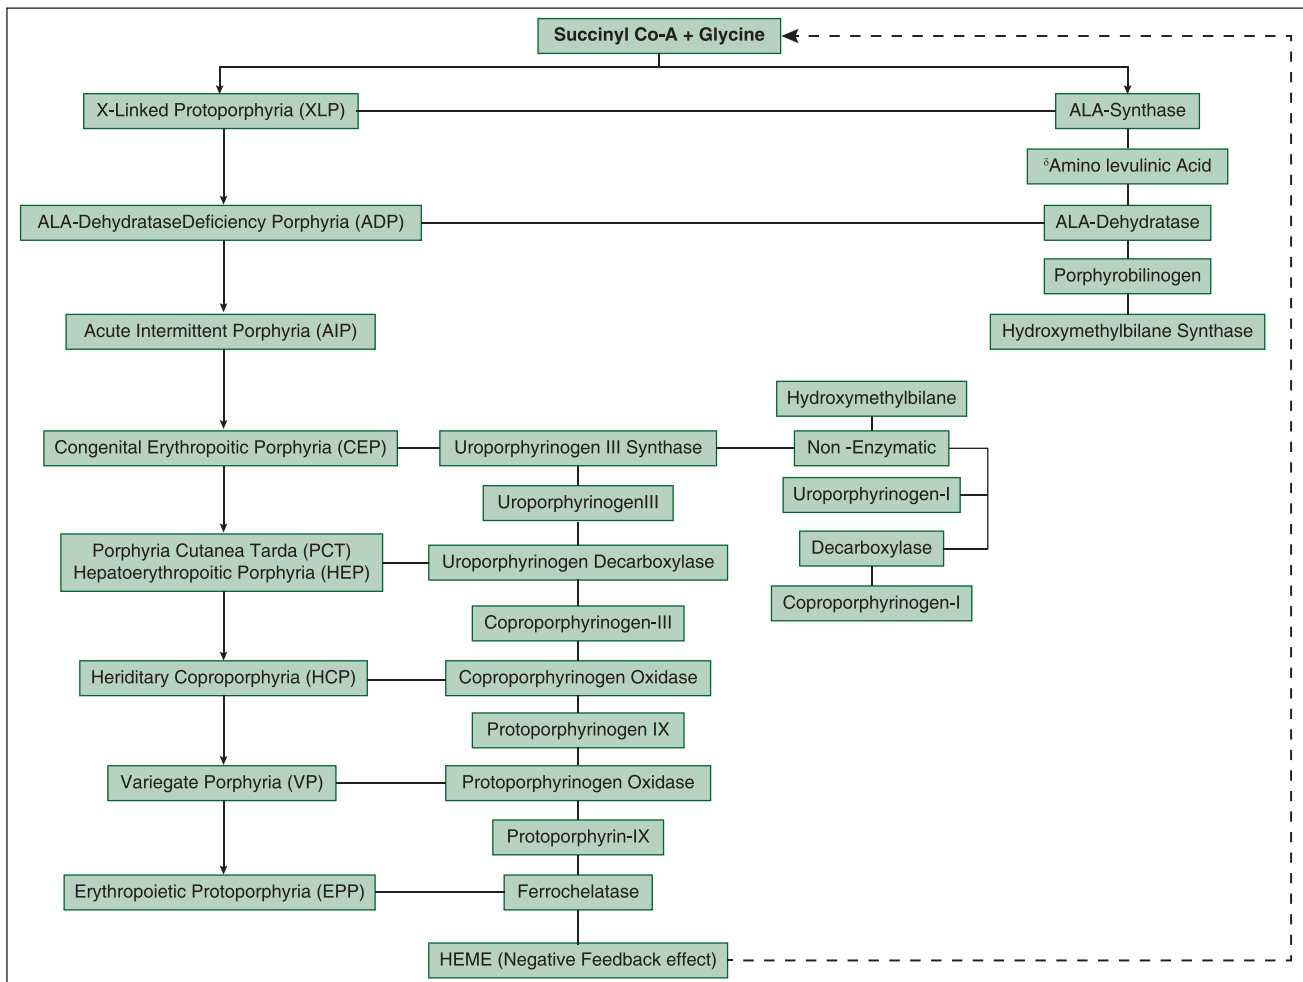 Succinyl Co-A + Glycine
X-Linked Protoporphyria (XLP)
ALA-Synthase
δAmino levulinic Acid
ALA-DehydrataseDeficiency Porphyria (ADP)
ALA-Dehydratase
Porphyrobilinogen
Acute Intermittent Porphyria (AIP)
Hydroxymethylbilane Synthase
Hydroxymethylbilane
Congenital Erythropoitic Porphyria (CEP)
Uroporphyrinogen III Synthase
Non -Enzymatic
UroporphyrinogenIII
Uroporphyrinogen-I
Porphyria Cutanea Tarda (PCT)
Hepatoerythropoitic Porphyria (HEP)
Uroporphyrinogen Decarboxylase
Decarboxylase
Coproporphyrinogen-I
Coproporphyrinogen-III
Heriditary Coproporphyria (HCP)
Coproporphyrinogen Oxidase
Protoporphyrinogen IX
Variegate Porphyria (VP)
Protoporphyrinogen Oxidase
Protoporphyrin-IX
Erythropoietic Protoporphyria (EPP)
Ferrochelatase
HEME (Negative Feedback effect)